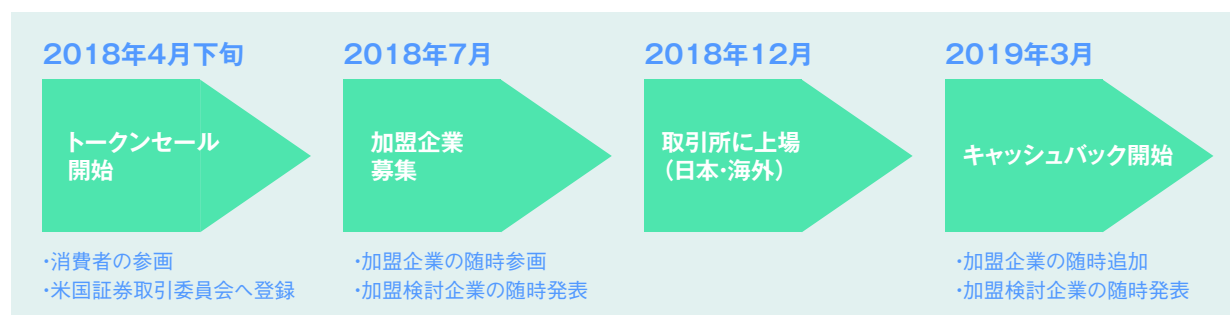 2018年4月下旬
トークンセール
開始
・消費者の参画
・米国証券取引委員会へ登録
2018年7月
加盟企業
募集
・加盟企業の随時参画
・加盟検討企業の随時発表
2018年12月
取引所に上場
（日本・海外）
2019年3月
キャッシュバック開始
・加盟企業の随時追加
・加盟検討企業の随時発表